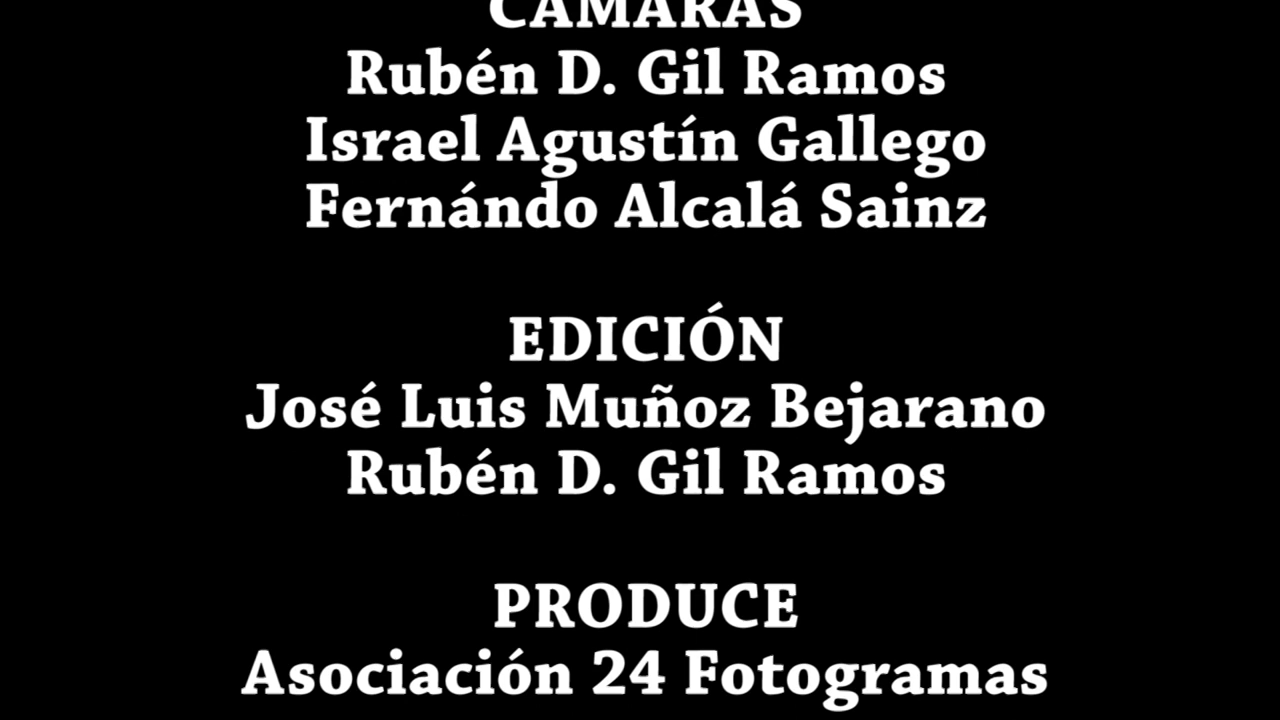 CÁMARAS
Rubén D. Gil Ramos
Israel Agustín Gallego
Fernándo Alcalá Sainz
EDICIÓN
José Luis Muñoz Bejarano
Rubén D. Gil Ramos
PRODUCE
Asociación 24 Fotogramas